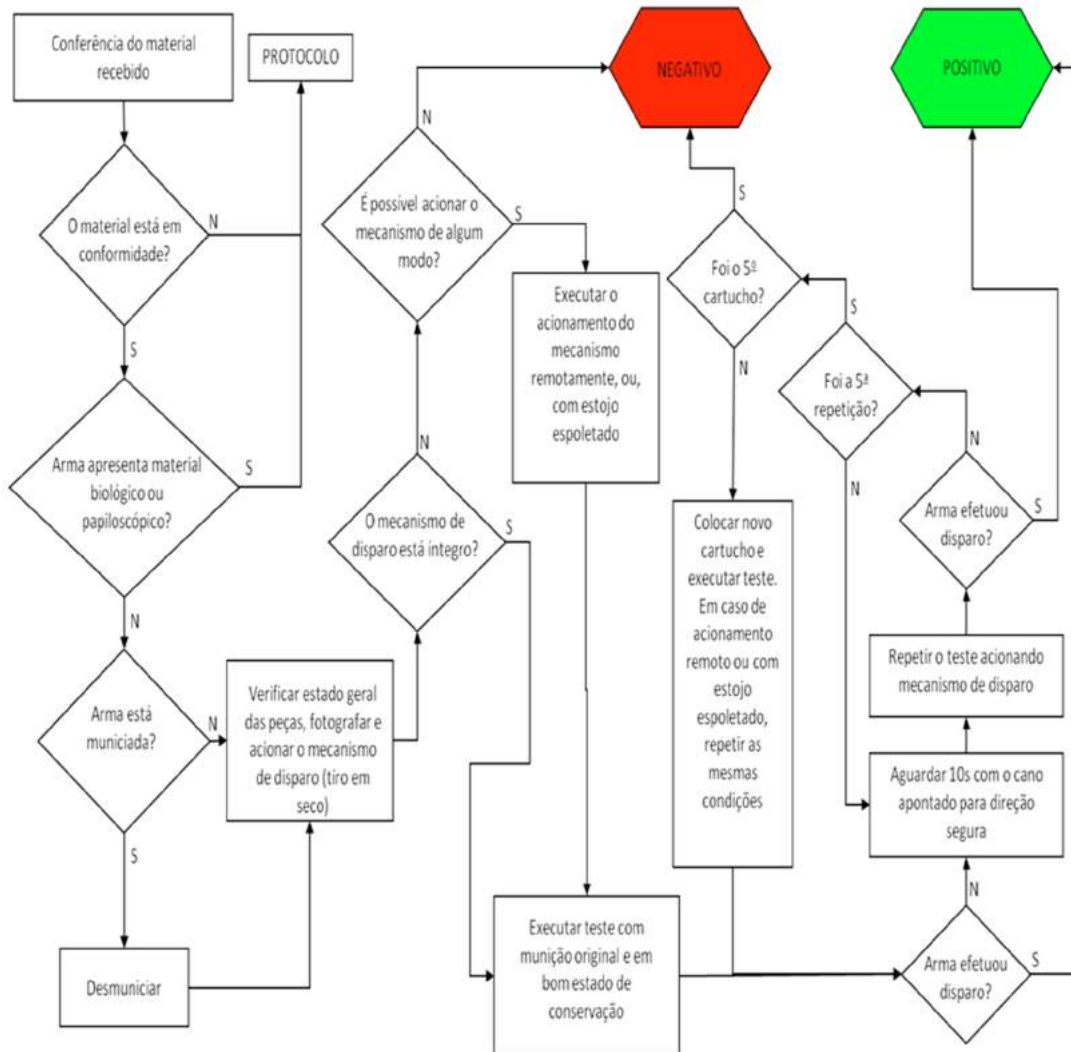 Conferência do material
recebido
PROTOCOLO
NEGATIVO
POSITIVO
O material está em
conformidade?
N
S
É possível acionar o
mecanismo de algum
modo?
N
S
Foi o 5º
cartucho?
S
N
Executar o
acionamento do
mecanismo
remotamente, ou,
com estojo
espoletado
Foi a 5ª
repetição?
S
N
Arma apresenta material
biológico ou
papiloscópico?
S
N
O mecanismo de
disparo está integro?
N
S
Arma efetuou
disparo?
N
S
Colocar novo
cartucho e
executar teste.
Em caso de
acionamento
remoto ou com
estojo
espoletado,
repetir as
mesmas
condições
Arma está
municiada?
N
S
Verificar estado geral
das peças, fotografar e
acionar o mecanismo
de disparo (tiro em
seco)
Repetir o teste acionando
mecanismo de disparo
Aguardar 10s com o cano
apontado para direção
segura
Desmuniciar
Executar teste com
munição original e em
bom estado de
conservação
Arma efetuou
disparo?
N
S